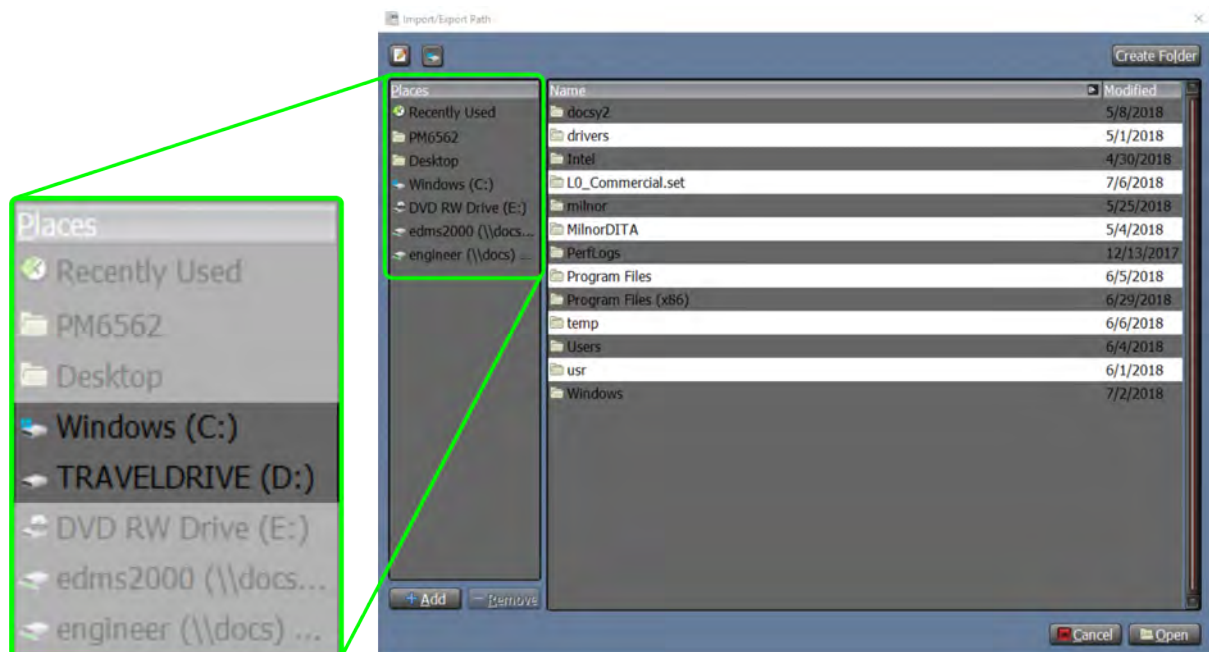 Import/Export Path
Create Folder
Places
Recently Used
PM6562
Desktop
Windows (C:)
DVD RW Drive (E:)
edms2000 (\\docs...
engineer (\\docs) ...
Add
Remove
Name Modified
docsy2 5/8/2018
drivers 5/1/2018
Intel 4/30/2018
L0_Commercial.set 7/6/2018
milnor 5/25/2018
MilnorDITA 5/4/2018
PerfLogs 12/13/2017
Program Files 6/5/2018
Program Files (x86) 6/29/2018
temp 6/6/2018
Users 6/4/2018
usr 6/1/2018
Windows 7/2/2018
Cancel Open
Places
Recently Used
PM6562
Desktop
Windows (C:)
TRAVELDRIVE (D:)
DVD RW Drive (E:)
edms2000 (\\docs...
engineer (\\docs) ...